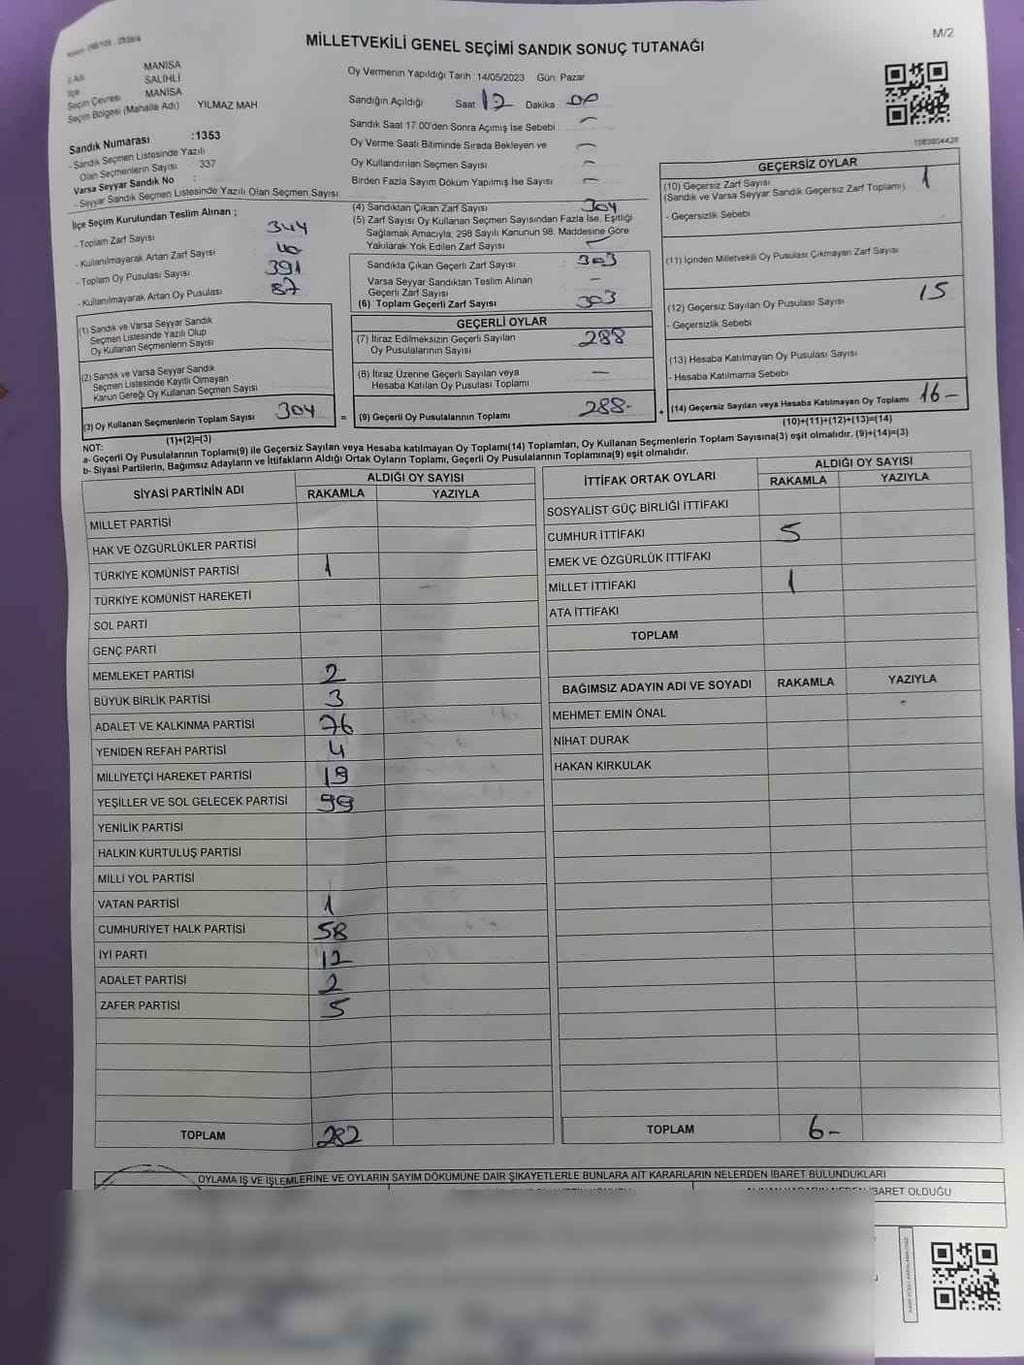 M/2
MİLLETVEKİLİ GENEL SEÇİMİ SANDIK SONUÇ TUTANAĞI
İl Adı MANİSA
İlçe SALİHLİ
Seçim Çevresi MANİSA
Seçim Bölgesi (Mahalle Adı) YILMAZ MAH
Sandık Numarası :1353
- Sandık Seçmen Listesinde Yazılı
Olan Seçmenlerin Sayısı 337
Varsa Seyyar Sandık No :
- Seyyar Sandık Seçmen Listesinde Yazılı Olan Seçmen Sayısı
İlçe Seçim Kurulundan Teslim Alınan ;
- Toplam Zarf Sayısı 344
- Kullanılmayarak Artan Zarf Sayısı 40
- Toplam Oy Pusulası Sayısı 391
- Kullanılmayarak Artan Oy Pusulası 87
(1) Sandık ve Varsa Seyyar Sandık
Seçmen Listesinde Yazılı Olup
Oy Kullanan Seçmenlerin Sayısı
(2) Sandık ve Varsa Seyyar Sandık
Seçmen Listesinde Kayıtlı Olmayan
Kanun Gereği Oy Kullanan Seçmen Sayısı
(3) Oy Kullanan Seçmenlerin Toplam Sayısı 304 =
(1)+(2)=(3)
Oy Vermenin Yapıldığı Tarih 14/05/2023 Gün: Pazar
Sandığın Açıldığı Saat 17 Dakika 00
Sandık Saat 17:00'den Sonra Açımış İse Sebebi —
Oy Verme Saati Bitiminde Sırada Bekleyen ve —
Oy Kullandırılan Seçmen Sayısı —
Birden Fazla Sayım Döküm Yapılmış İse Sayısı —
(4) Sandıktan Çıkan Zarf Sayısı 304
(5) Zarf Sayısı Oy Kullanan Seçmen Sayısından Fazla İse, Eşitliği
Sağlamak Amacıyla, 298 Sayılı Kanunun 98. Maddesine Göre
Yakılarak Yok Edilen Zarf Sayısı —
Sandıkta Çıkan Geçerli Zarf Sayısı 303
Varsa Seyyar Sandıktan Teslim Alınan
Geçerli Zarf Sayısı —
(6) Toplam Geçerli Zarf Sayısı 303
GEÇERLİ OYLAR
(7) İtiraz Edilmeksizin Geçerli Sayılan
Oy Pusulalarının Sayısı 288
(8) İtiraz Üzerine Geçerli Sayılan veya
Hesaba Katılan Oy Pusulası Toplamı —
(9) Geçerli Oy Pusulalarının Toplamı 288- +
1080804420
GEÇERSİZ OYLAR
(10) Geçersiz Zarf Sayısı
(Sandık ve Varsa Seyyar Sandık Geçersiz Zarf Toplamı) 1
- Geçersizlik Sebebi
(11) İçinden Milletvekili Oy Pusulası Çıkmayan Zarf Sayısı
(12) Geçersiz Sayılan Oy Pusulası Sayısı 15
- Geçersizlik Sebebi
(13) Hesaba Katılmayan Oy Pusulası Sayısı
- Hesaba Katılmama Sebebi
(14) Geçersiz Sayılan veya Hesaba Katılmayan Oy Toplamı 16-
(10)+(11)+(12)+(13)=(14)
NOT:
a- Geçerli Oy Pusulalarının Toplamı(9) ile Geçersiz Sayılan veya Hesaba katılmayan Oy Toplamı(14) Toplamları, Oy Kullanan Seçmenlerin Toplam Sayısına(3) eşit olmalıdır. (9)+(14)=(3)
b- Siyasi Partilerin, Bağımsız Adayların ve İttifakların Aldığı Ortak Oyların Toplamı, Geçerli Oy Pusulalarının Toplamına(9) eşit olmalıdır.
SİYASİ PARTİNİN ADI ALDIĞI OY SAYISI
RAKAMLA YAZIYLA
MİLLET PARTİSİ
HAK VE ÖZGÜRLÜKLER PARTİSİ
TÜRKİYE KOMÜNİST PARTİSİ 1
TÜRKİYE KOMÜNİST HAREKETİ
SOL PARTİ
GENÇ PARTİ
MEMLEKET PARTİSİ 2
BÜYÜK BİRLİK PARTİSİ 3
ADALET VE KALKINMA PARTİSİ 76
YENİDEN REFAH PARTİSİ 4
MİLLİYETÇİ HAREKET PARTİSİ 19
YEŞİLLER VE SOL GELECEK PARTİSİ 99
YENİLİK PARTİSİ
HALKIN KURTULUŞ PARTİSİ
MİLLİ YOL PARTİSİ
VATAN PARTİSİ 1
CUMHURİYET HALK PARTİSİ 58
İYİ PARTİ 12
ADALET PARTİSİ 2
ZAFER PARTİSİ 5
TOPLAM 282
İTTİFAK ORTAK OYLARI ALDIĞI OY SAYISI
RAKAMLA YAZIYLA
SOSYALİST GÜÇ BİRLİĞİ İTTİFAKI
CUMHUR İTTİFAKI 5
EMEK VE ÖZGÜRLÜK İTTİFAKI
MİLLET İTTİFAKI 1
ATA İTTİFAKI
TOPLAM
BAĞIMSIZ ADAYIN ADI VE SOYADI RAKAMLA YAZIYLA
MEHMET EMİN ÖNAL
NİHAT DURAK
HAKAN KIRKULAK
TOPLAM 6-
OYLAMA İŞ VE İŞLEMLERİNE VE OYLARIN SAYIM DÖKÜMÜNE DAİR ŞİKAYETLERLE BUNLARA AİT KARARLARIN NELERDEN İBARET BULUNDUKLARI
İBARET OLDUĞU